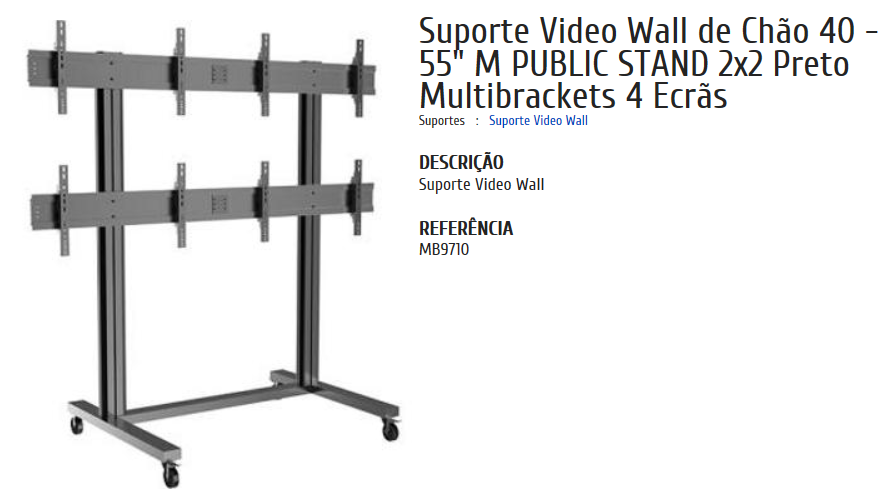 Suporte Video Wall de Chão 40 -
55" M PUBLIC STAND 2x2 Preto
Multibrackets 4 Ecrãs
Suportes : Suporte Video Wall
DESCRIÇÃO
Suporte Video Wall
REFERÊNCIA
MB9710